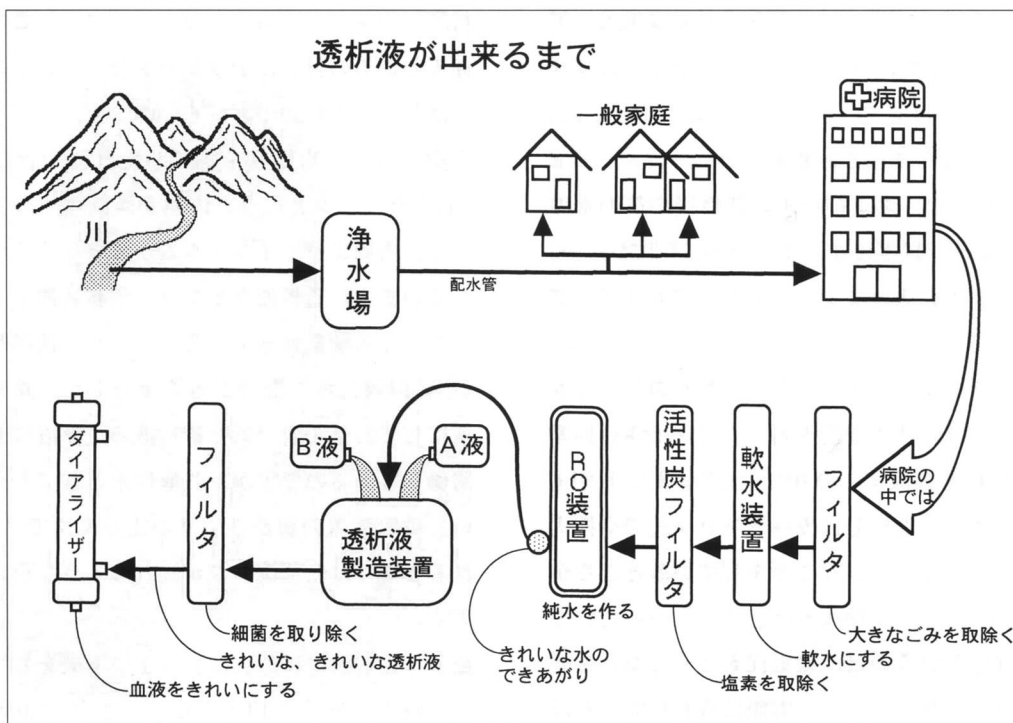 透析液が出来るまで
川
浄水場
配水管
一般家庭
病院
病院の
中では
フィルタ
大きなごみを取除く
軟水装置
軟水にする
活性炭フィルタ
塩素を取除く
RO装置
純水を作る
きれいな水の
できあがり
A液
B液
透析液
製造装置
フィルタ
細菌を取り除く
きれいな、きれいな透析液
ダイアライザー
血液をきれいにする